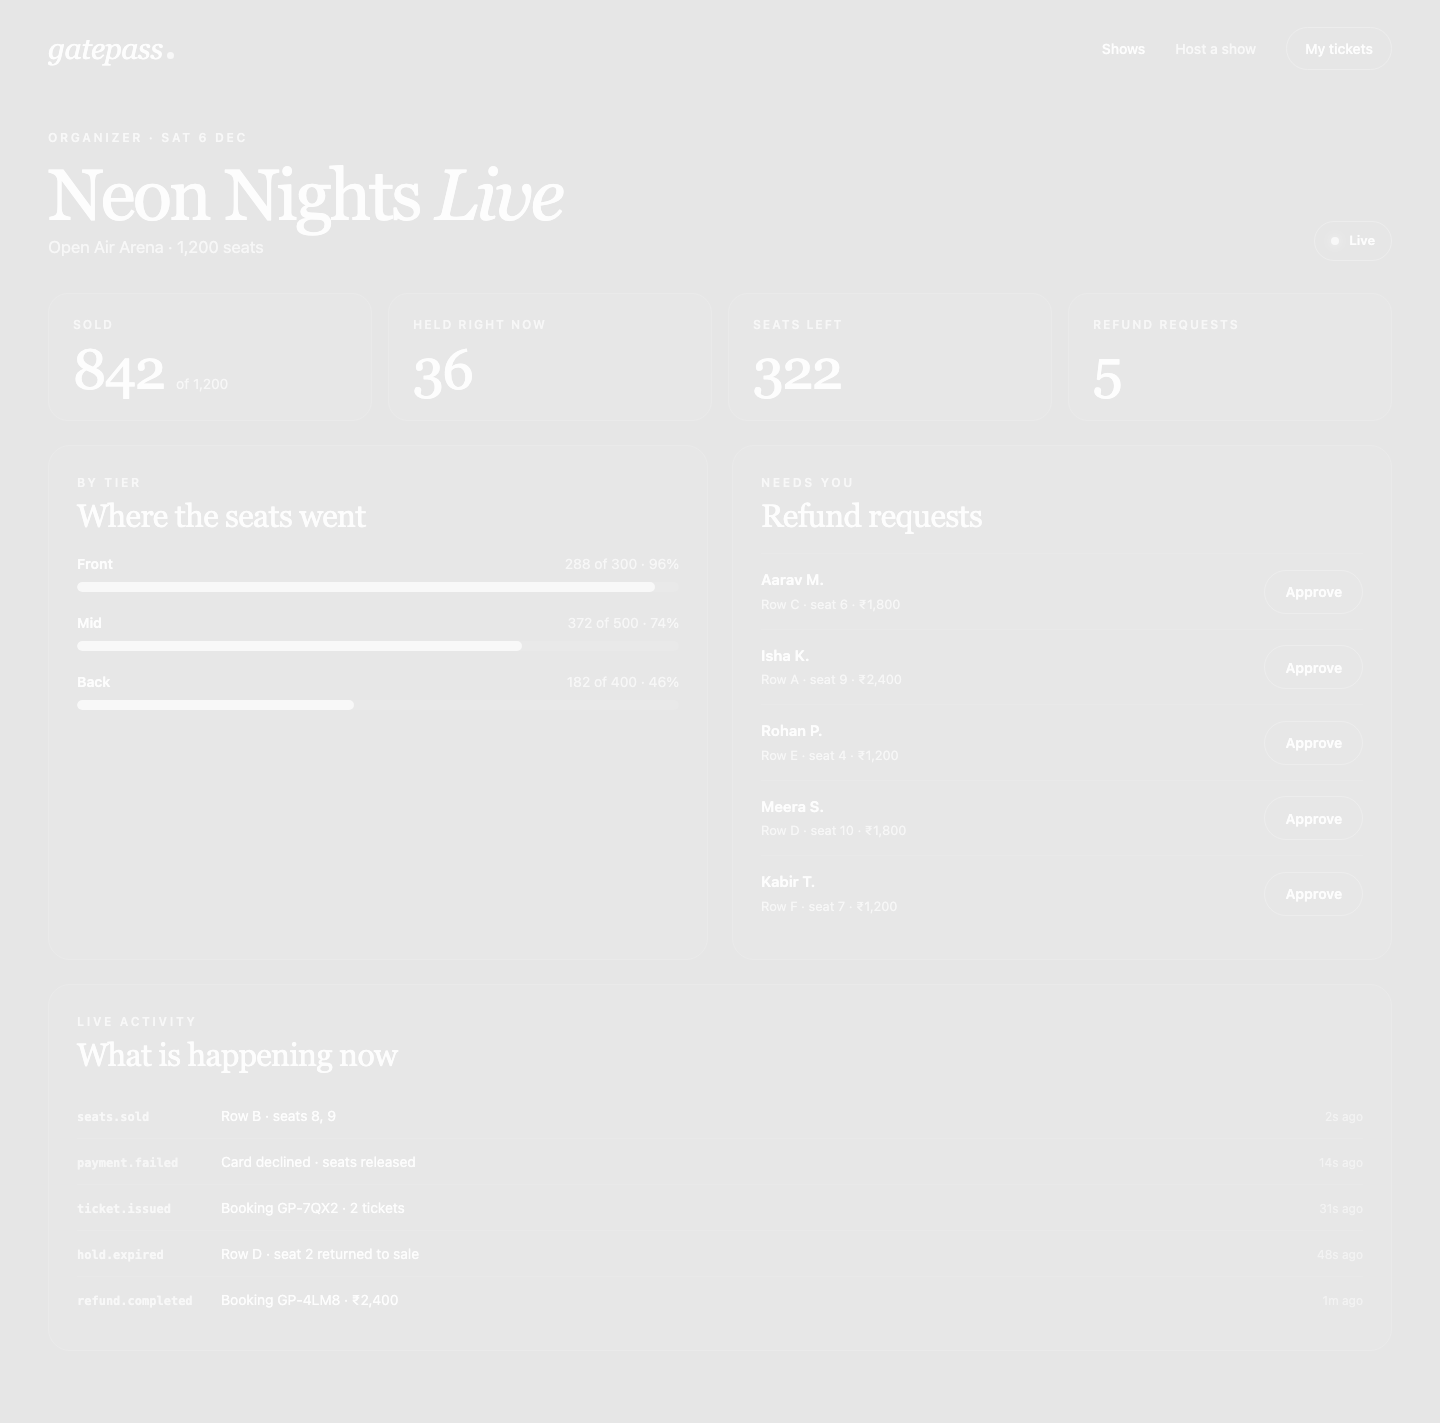 gatepass.
Shows
Host a show
My tickets
ORGANIZER · SAT 6 DEC
Neon Nights Live
Open Air Arena · 1,200 seats
Live
SOLD
842 of 1,200
HELD RIGHT NOW
36
SEATS LEFT
322
REFUND REQUESTS
5
BY TIER
Where the seats went
Front 288 of 300 · 96%
Mid 372 of 500 · 74%
Back 182 of 400 · 46%
NEEDS YOU
Refund requests
Aarav M.
Row C · seat 6 · ₹1,800
Approve
Isha K.
Row A · seat 9 · ₹2,400
Approve
Rohan P.
Row E · seat 4 · ₹1,200
Approve
Meera S.
Row D · seat 10 · ₹1,800
Approve
Kabir T.
Row F · seat 7 · ₹1,200
Approve
LIVE ACTIVITY
What is happening now
seats.sold Row B · seats 8, 9 2s ago
payment.failed Card declined · seats released 14s ago
ticket.issued Booking GP-7QX2 · 2 tickets 31s ago
hold.expired Row D · seat 2 returned to sale 48s ago
refund.completed Booking GP-4LM8 · ₹2,400 1m ago